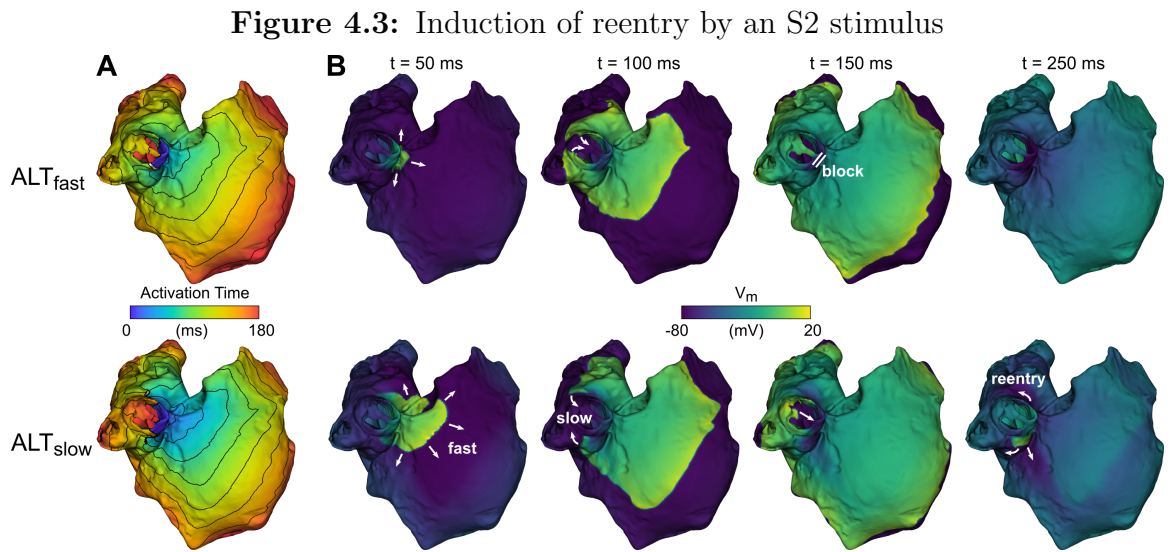 Figure 4.3: Induction of reentry by an S2 stimulus
A
B
t = 50 ms
t = 100 ms
t = 150 ms
t = 250 ms
ALTfast
block
Activation Time
0 (ms) 180
Vm
-80 (mV) 20
ALTslow
fast
slow
reentry